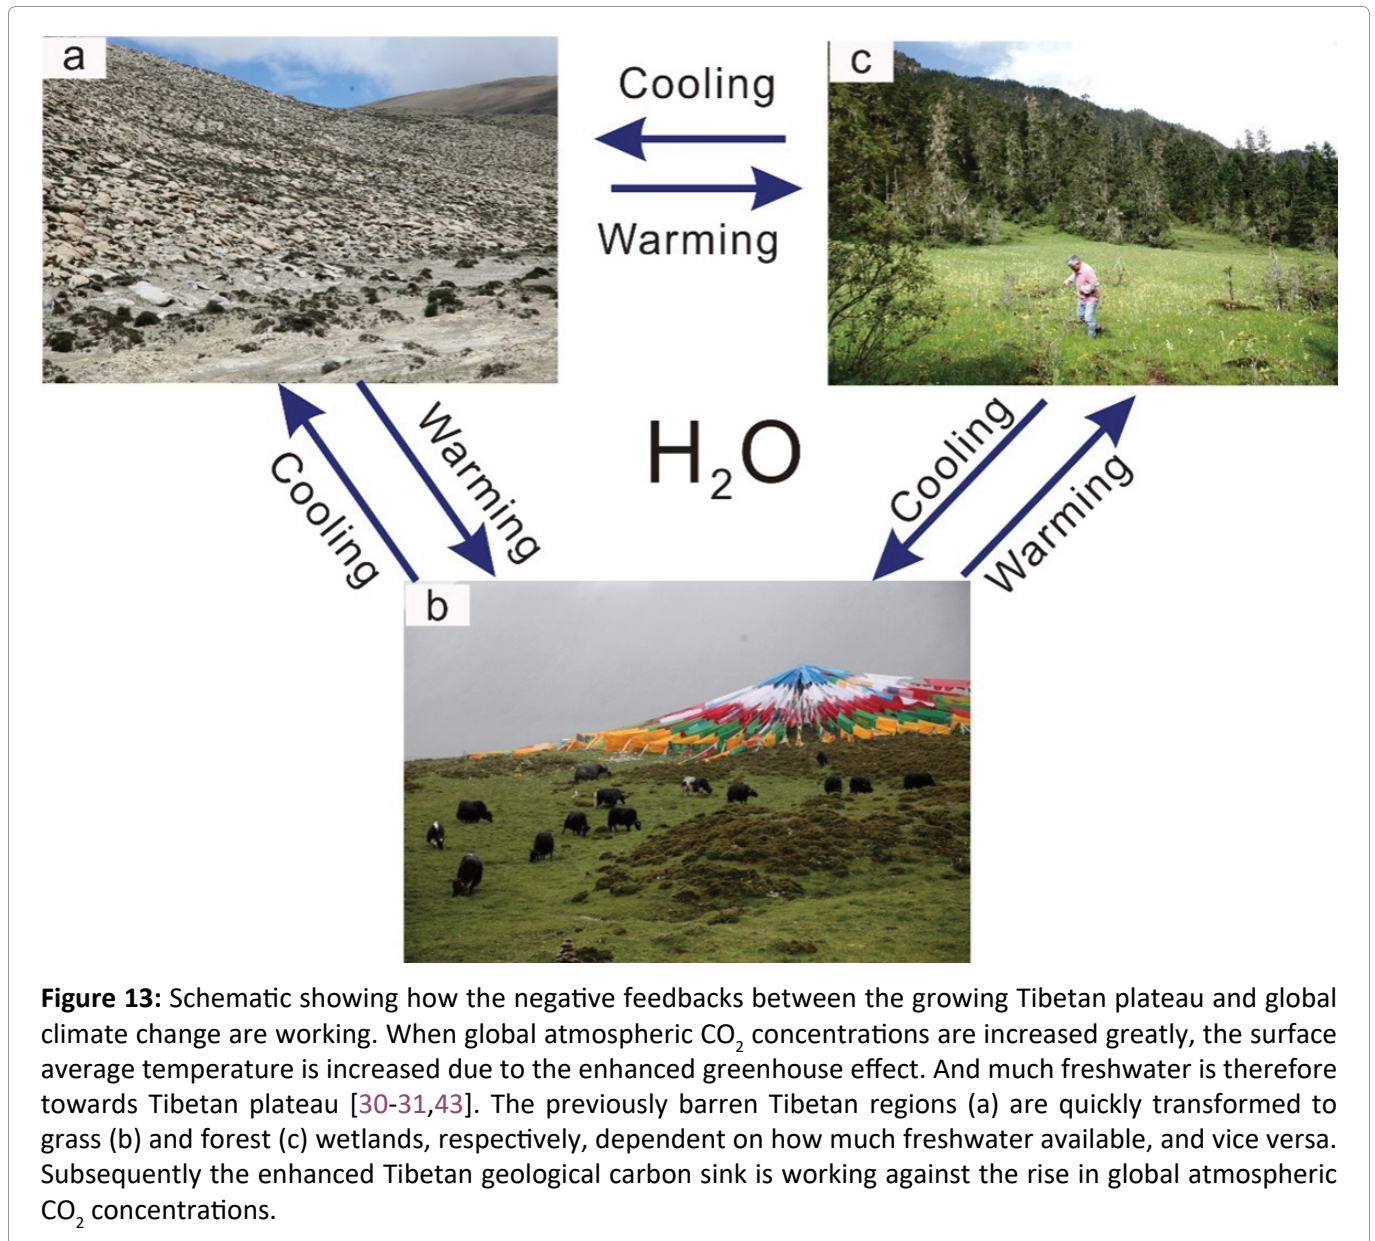 a
c
Cooling
Warming
Cooling
Warming
H₂O
Cooling
Warming
b
Figure 13: Schematic showing how the negative feedbacks between the growing Tibetan plateau and global
climate change are working. When global atmospheric CO₂ concentrations are increased greatly, the surface
average temperature is increased due to the enhanced greenhouse effect. And much freshwater is therefore
towards Tibetan plateau [30-31,43]. The previously barren Tibetan regions (a) are quickly transformed to
grass (b) and forest (c) wetlands, respectively, dependent on how much freshwater available, and vice versa.
Subsequently the enhanced Tibetan geological carbon sink is working against the rise in global atmospheric
CO₂ concentrations.